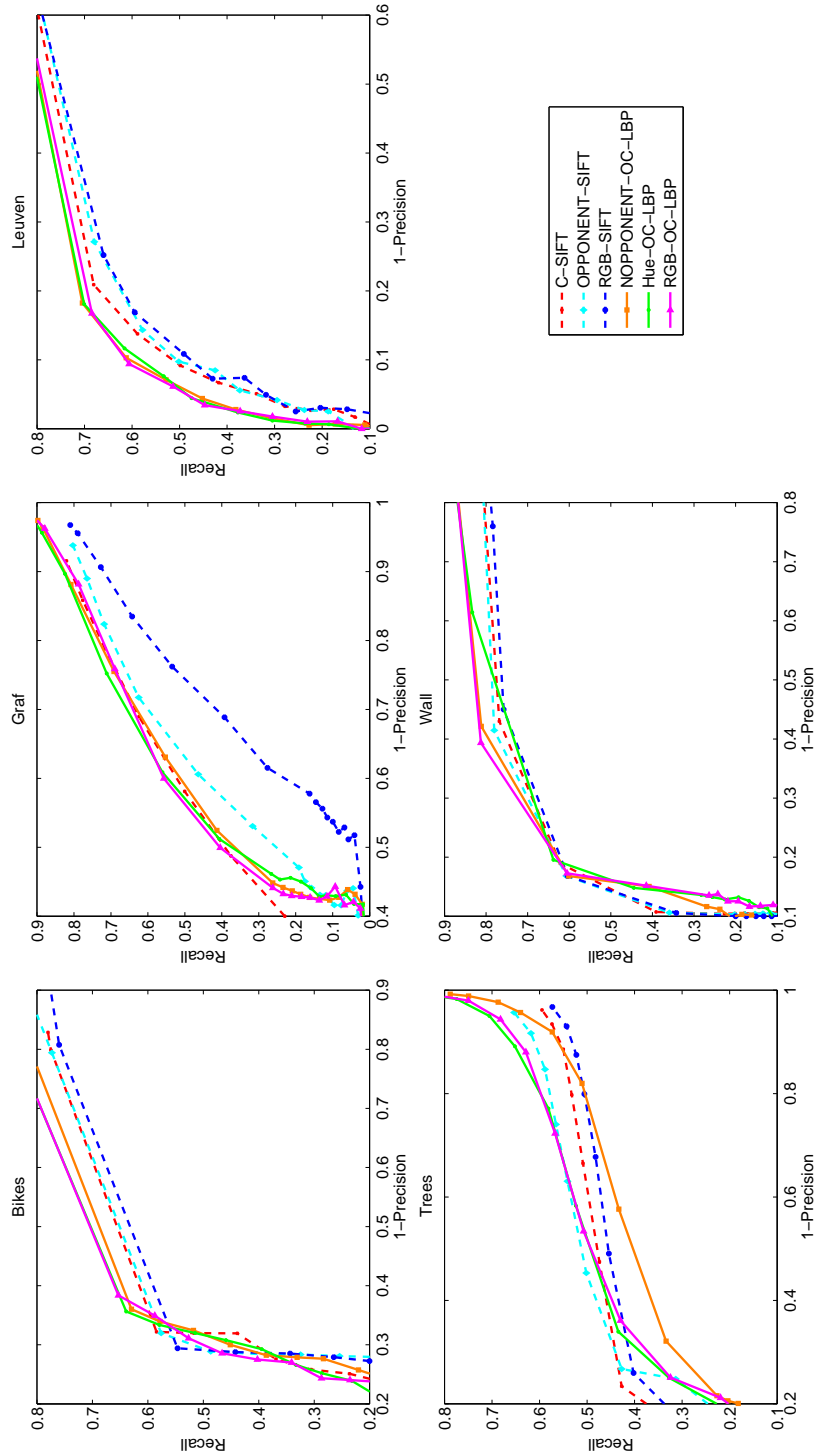 Bikes
0.8
0.7
0.6
0.5
0.4
0.3
0.2
Recall
0.2 0.3 0.4 0.5 0.6 0.7 0.8 0.9
1−Precision
Graf
0.9
0.8
0.7
0.6
0.5
0.4
0.3
0.2
0.1
0
Recall
0.4 0.5 0.6 0.7 0.8 0.9 1
1−Precision
Leuven
0.8
0.7
0.6
0.5
0.4
0.3
0.2
0.1
Recall
0 0.1 0.2 0.3 0.4 0.5 0.6
1−Precision
Trees
0.8
0.7
0.6
0.5
0.4
0.3
0.2
0.1
Recall
0.2 0.4 0.6 0.8 1
1−Precision
Wall
0.9
0.8
0.7
0.6
0.5
0.4
0.3
0.2
0.1
Recall
0.1 0.2 0.3 0.4 0.5 0.6 0.7 0.8
1−Precision
C−SIFT
OPPONENT−SIFT
RGB−SIFT
NOPPONENT−OC−LBP
Hue−OC−LBP
RGB−OC−LBP